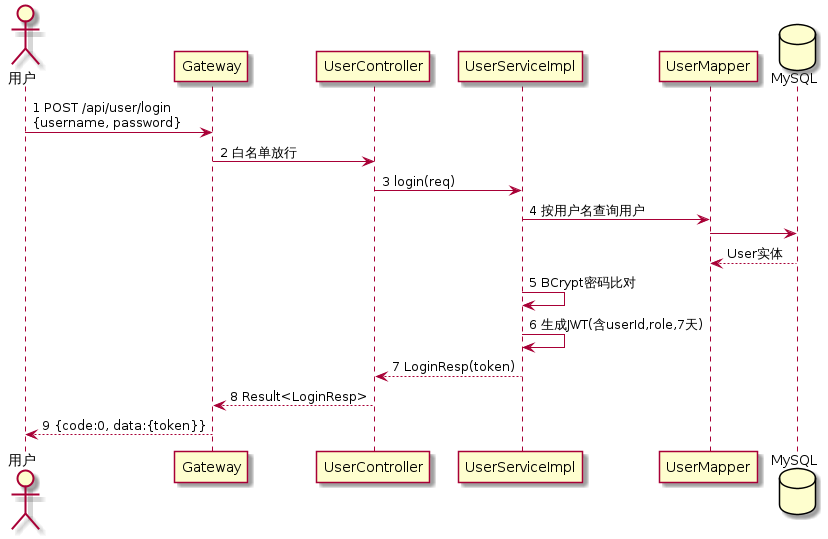 用户
Gateway
UserController
UserServiceImpl
UserMapper
MySQL
1 POST /api/user/login
{username, password}
2 白名单放行
3 login(req)
4 按用户名查询用户
User实体
5 BCrypt密码比对
6 生成JWT(含userId,role,7天)
7 LoginResp(token)
8 Result<LoginResp>
9 {code:0, data:{token}}
用户
Gateway
UserController
UserServiceImpl
UserMapper
MySQL